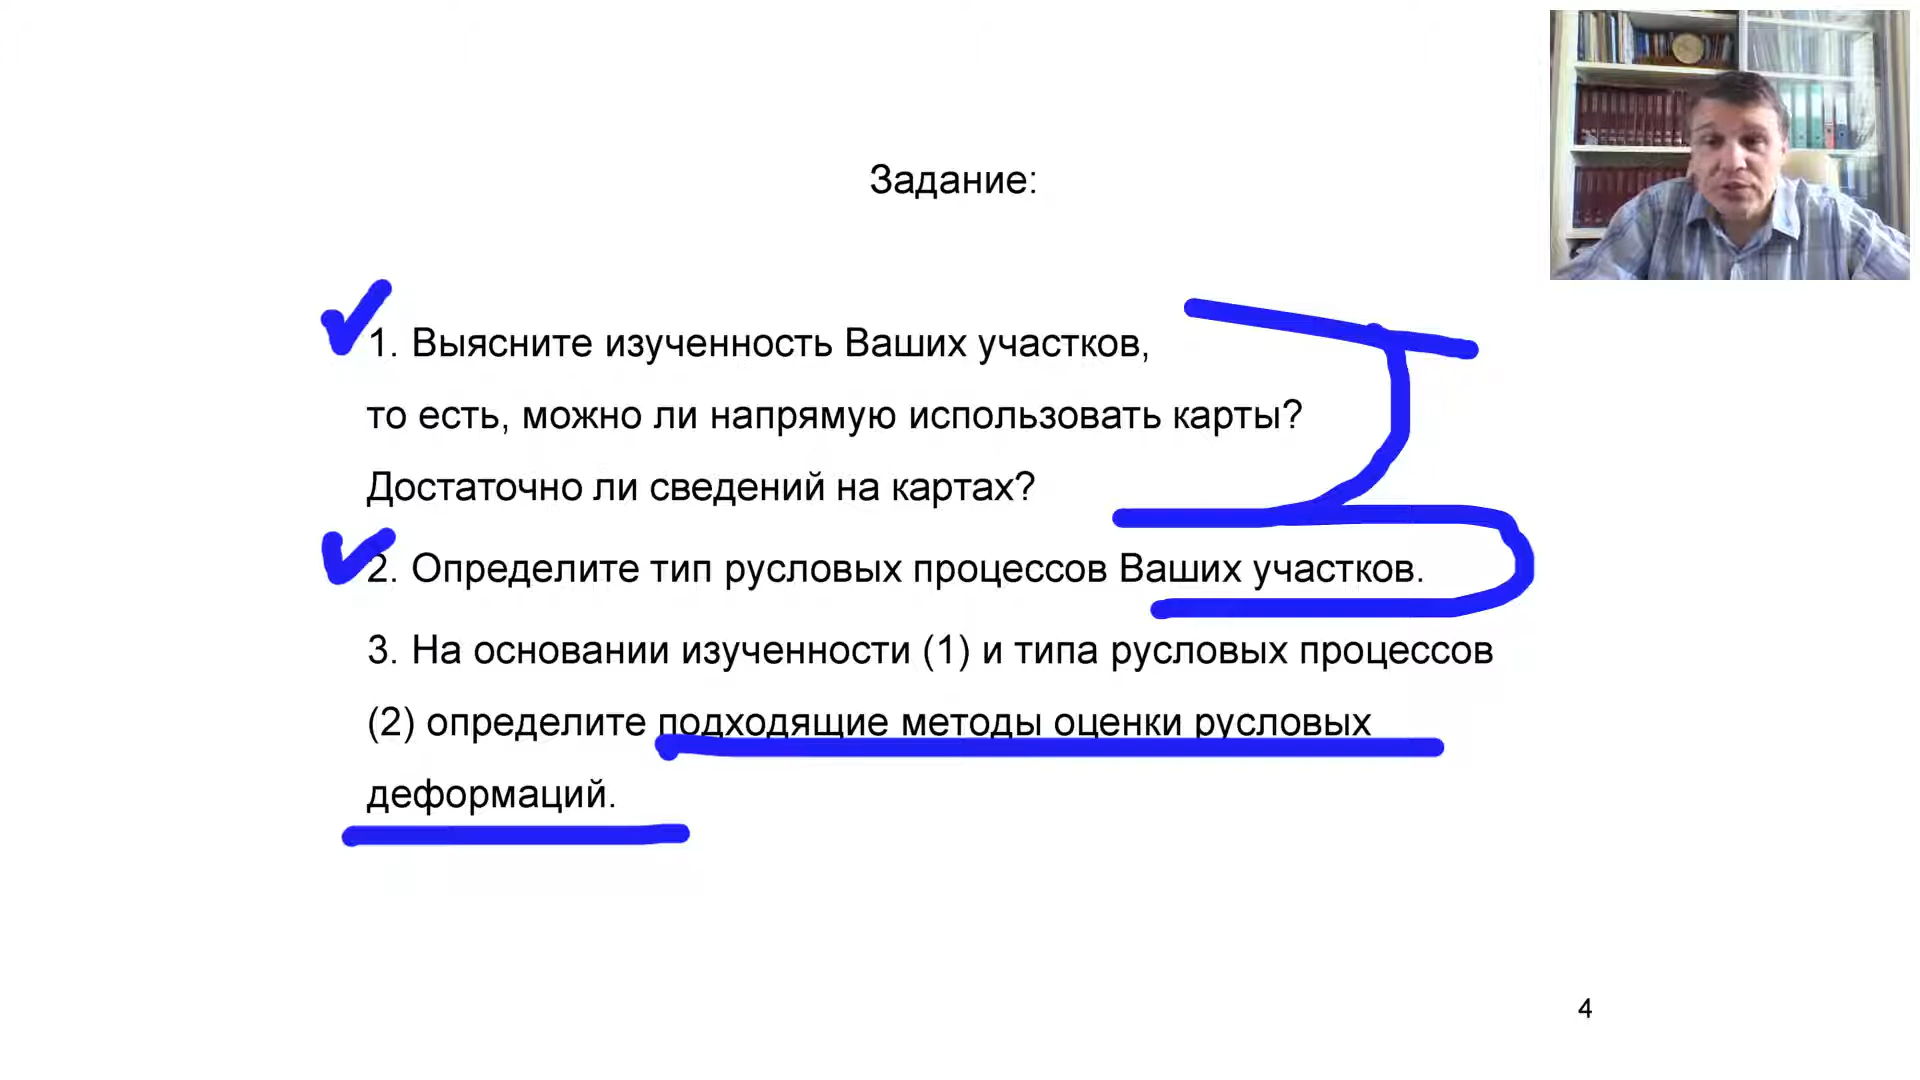 Задание:
1. Выясните изученность Ваших участков,
то есть, можно ли напрямую использовать карты?
Достаточно ли сведений на картах?
2. Определите тип русловых процессов Ваших участков.
3. На основании изученности (1) и типа русловых процессов
(2) определите подходящие методы оценки русловых
деформаций.
4